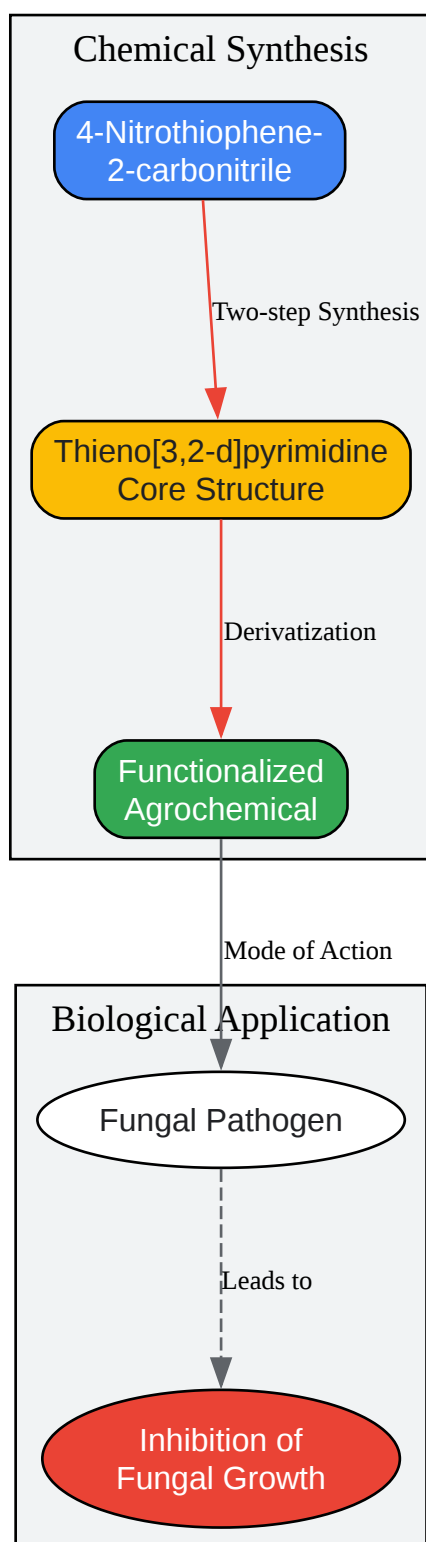 Chemical Synthesis
4-Nitrothiophene-
2-carbonitrile
Two-step Synthesis
Thieno[3,2-d]pyrimidine
Core Structure
Derivatization
Functionalized
Agrochemical
Mode of Action
Biological Application
Fungal Pathogen
Leads to
Inhibition of
Fungal Growth